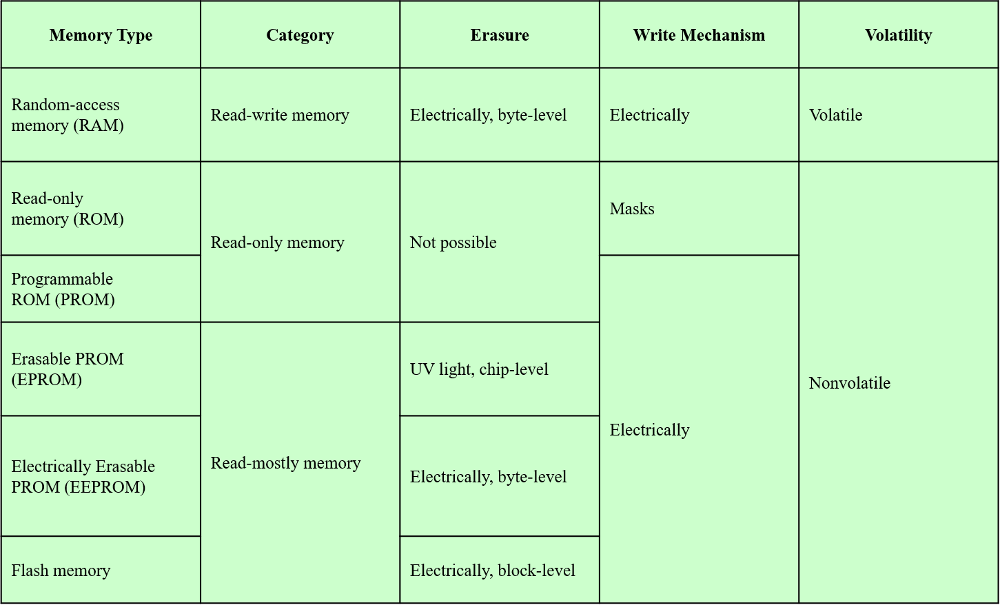 Memory Type
Category
Erasure
Write Mechanism
Volatility
Random-access
memory (RAM)
Read-write memory
Electrically, byte-level
Electrically
Volatile
Read-only
memory (ROM)
Read-only memory
Not possible
Masks
Nonvolatile
Programmable
ROM (PROM)
Electrically
Erasable PROM
(EPROM)
Read-mostly memory
UV light, chip-level
Electrically Erasable
PROM (EEPROM)
Electrically, byte-level
Flash memory
Electrically, block-level